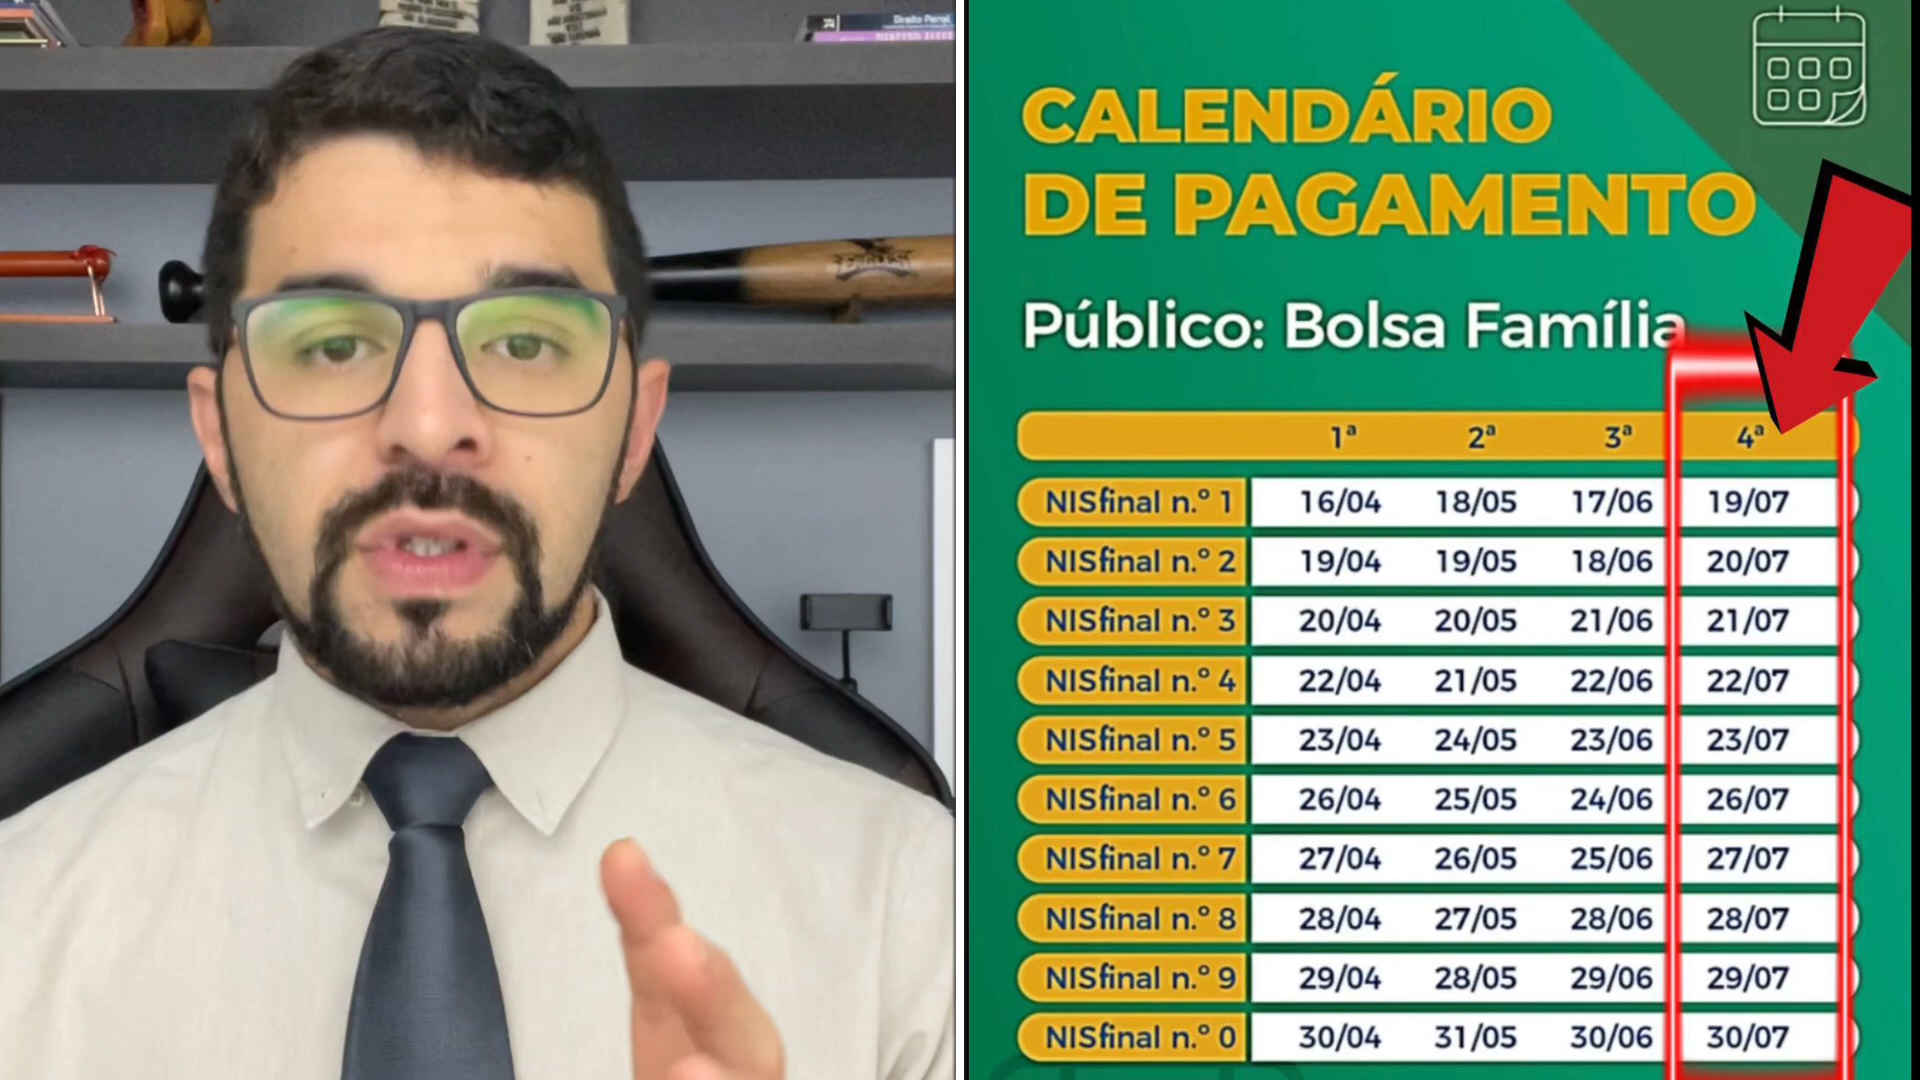 Direito Penal
EAGLES
CALENDÁRIO
DE PAGAMENTO
Público: Bolsa Família
1ª 2ª 3ª 4ª
NISfinal n.º 1 16/04 18/05 17/06 19/07
NISfinal n.º 2 19/04 19/05 18/06 20/07
NISfinal n.º 3 20/04 20/05 21/06 21/07
NISfinal n.º 4 22/04 21/05 22/06 22/07
NISfinal n.º 5 23/04 24/05 23/06 23/07
NISfinal n.º 6 26/04 25/05 24/06 26/07
NISfinal n.º 7 27/04 26/05 25/06 27/07
NISfinal n.º 8 28/04 27/05 28/06 28/07
NISfinal n.º 9 29/04 28/05 29/06 29/07
NISfinal n.º 0 30/04 31/05 30/06 30/07